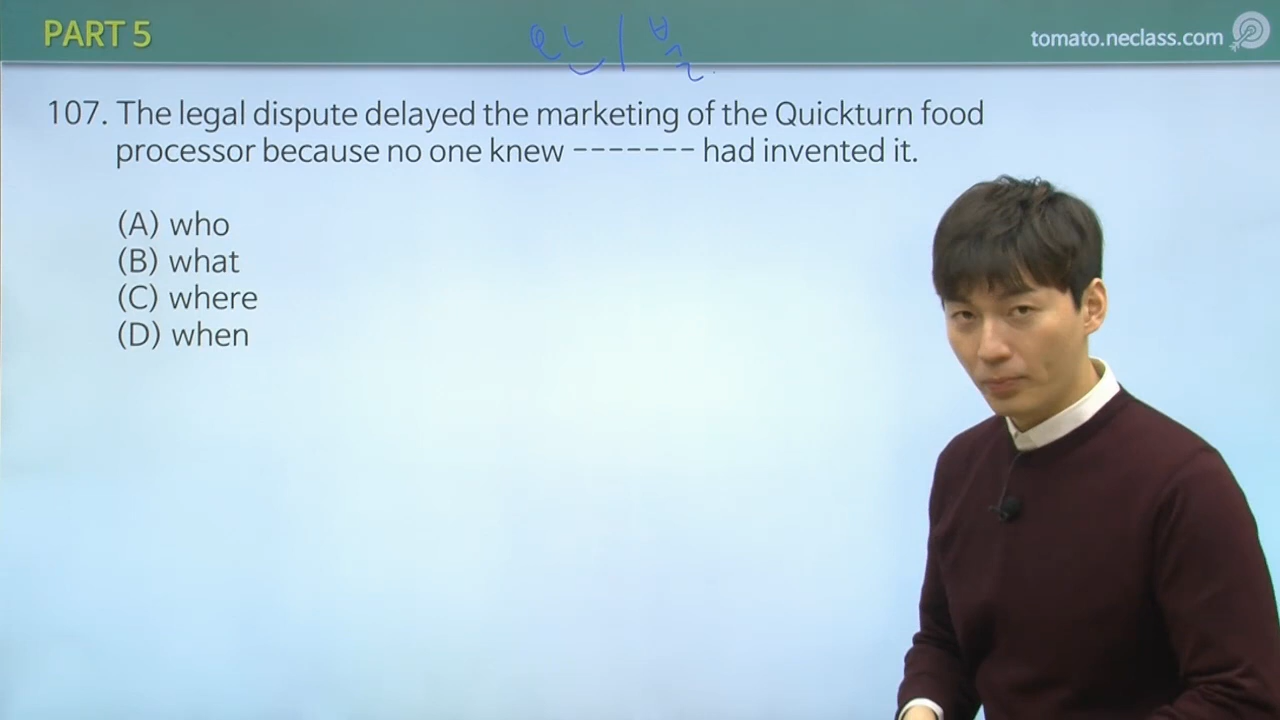 PART 5
tomato.neclass.com
107. The legal dispute delayed the marketing of the Quickturn food
processor because no one knew ------- had invented it.
(A) who
(B) what
(C) where
(D) when